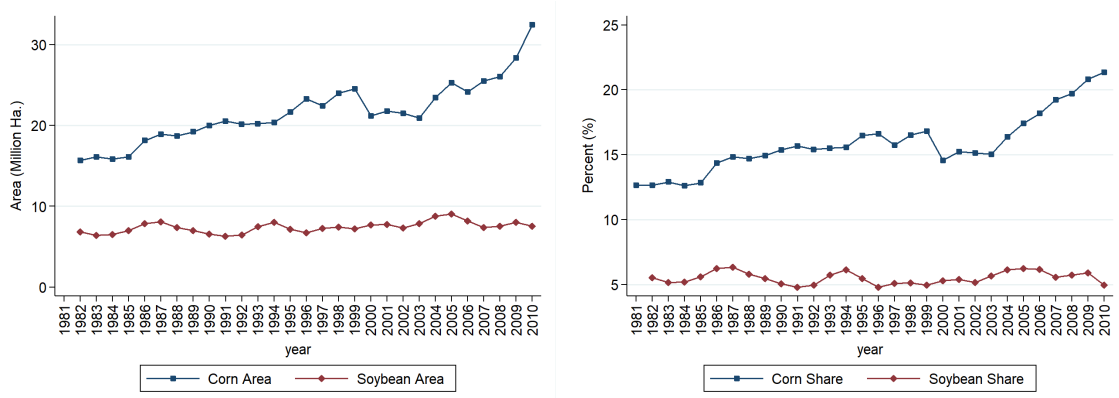 Area (Million Ha.)
30
20
10
0
1981 1982 1983 1984 1985 1986 1987 1988 1989 1990 1991 1992 1993 1994 1995 1996 1997 1998 1999 2000 2001 2002 2003 2004 2005 2006 2007 2008 2009 2010
year
Corn Area Soybean Area
Percent (%)
25
20
15
10
5
1981 1982 1983 1984 1985 1986 1987 1988 1989 1990 1991 1992 1993 1994 1995 1996 1997 1998 1999 2000 2001 2002 2003 2004 2005 2006 2007 2008 2009 2010
year
Corn Share Soybean Share